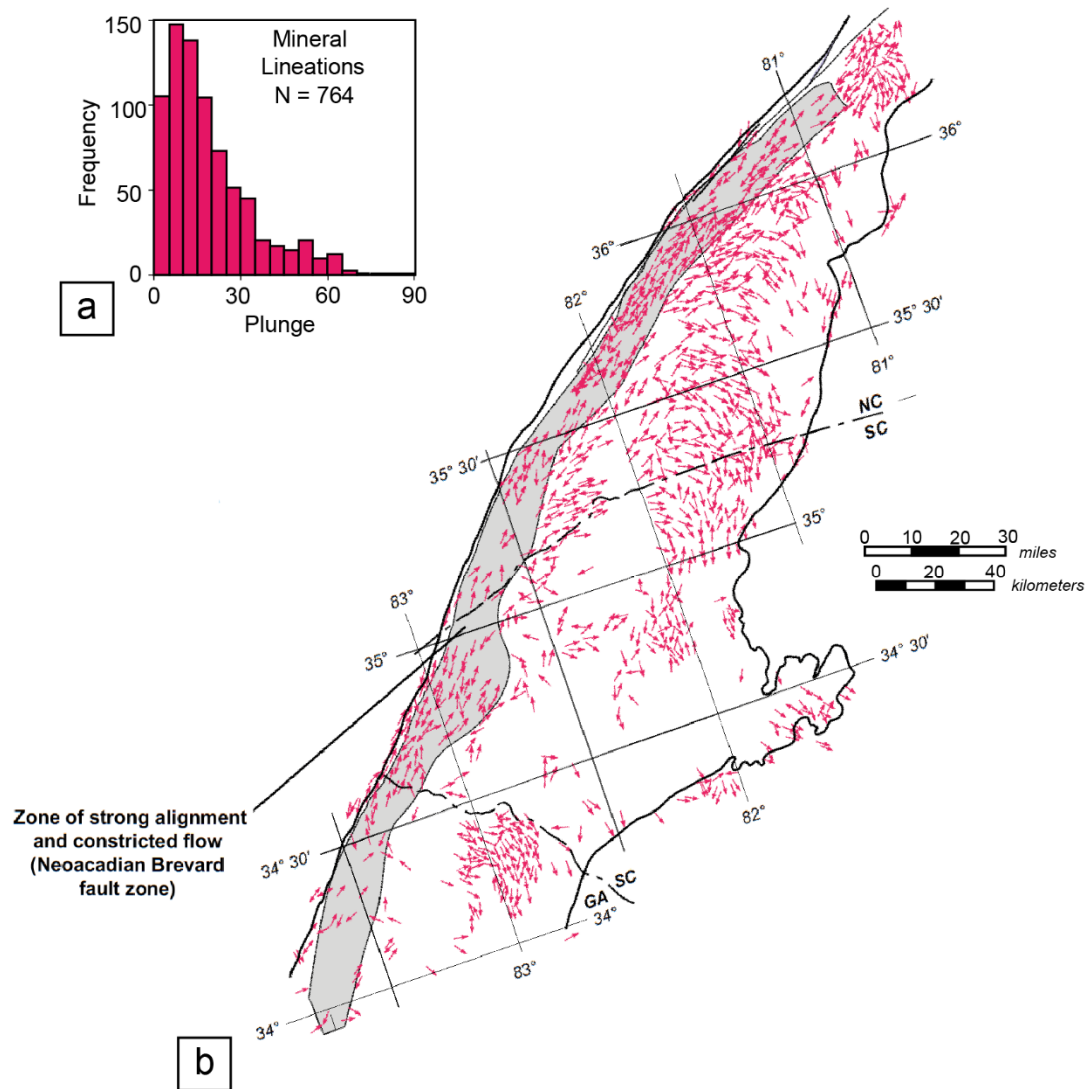 150
100
50
0
Frequency
Mineral
Lineations
N = 764
0
30
60
90
Plunge
a
81°
36°
36°
82°
35° 30'
81°
NC
SC
35° 30'
35°
83°
0 10 20 30 miles
0 20 40 kilometers
35°
34° 30'
82°
Zone of strong alignment
and constricted flow
(Neoacadian Brevard
fault zone)
34° 30'
GA
SC
34°
83°
34°
b